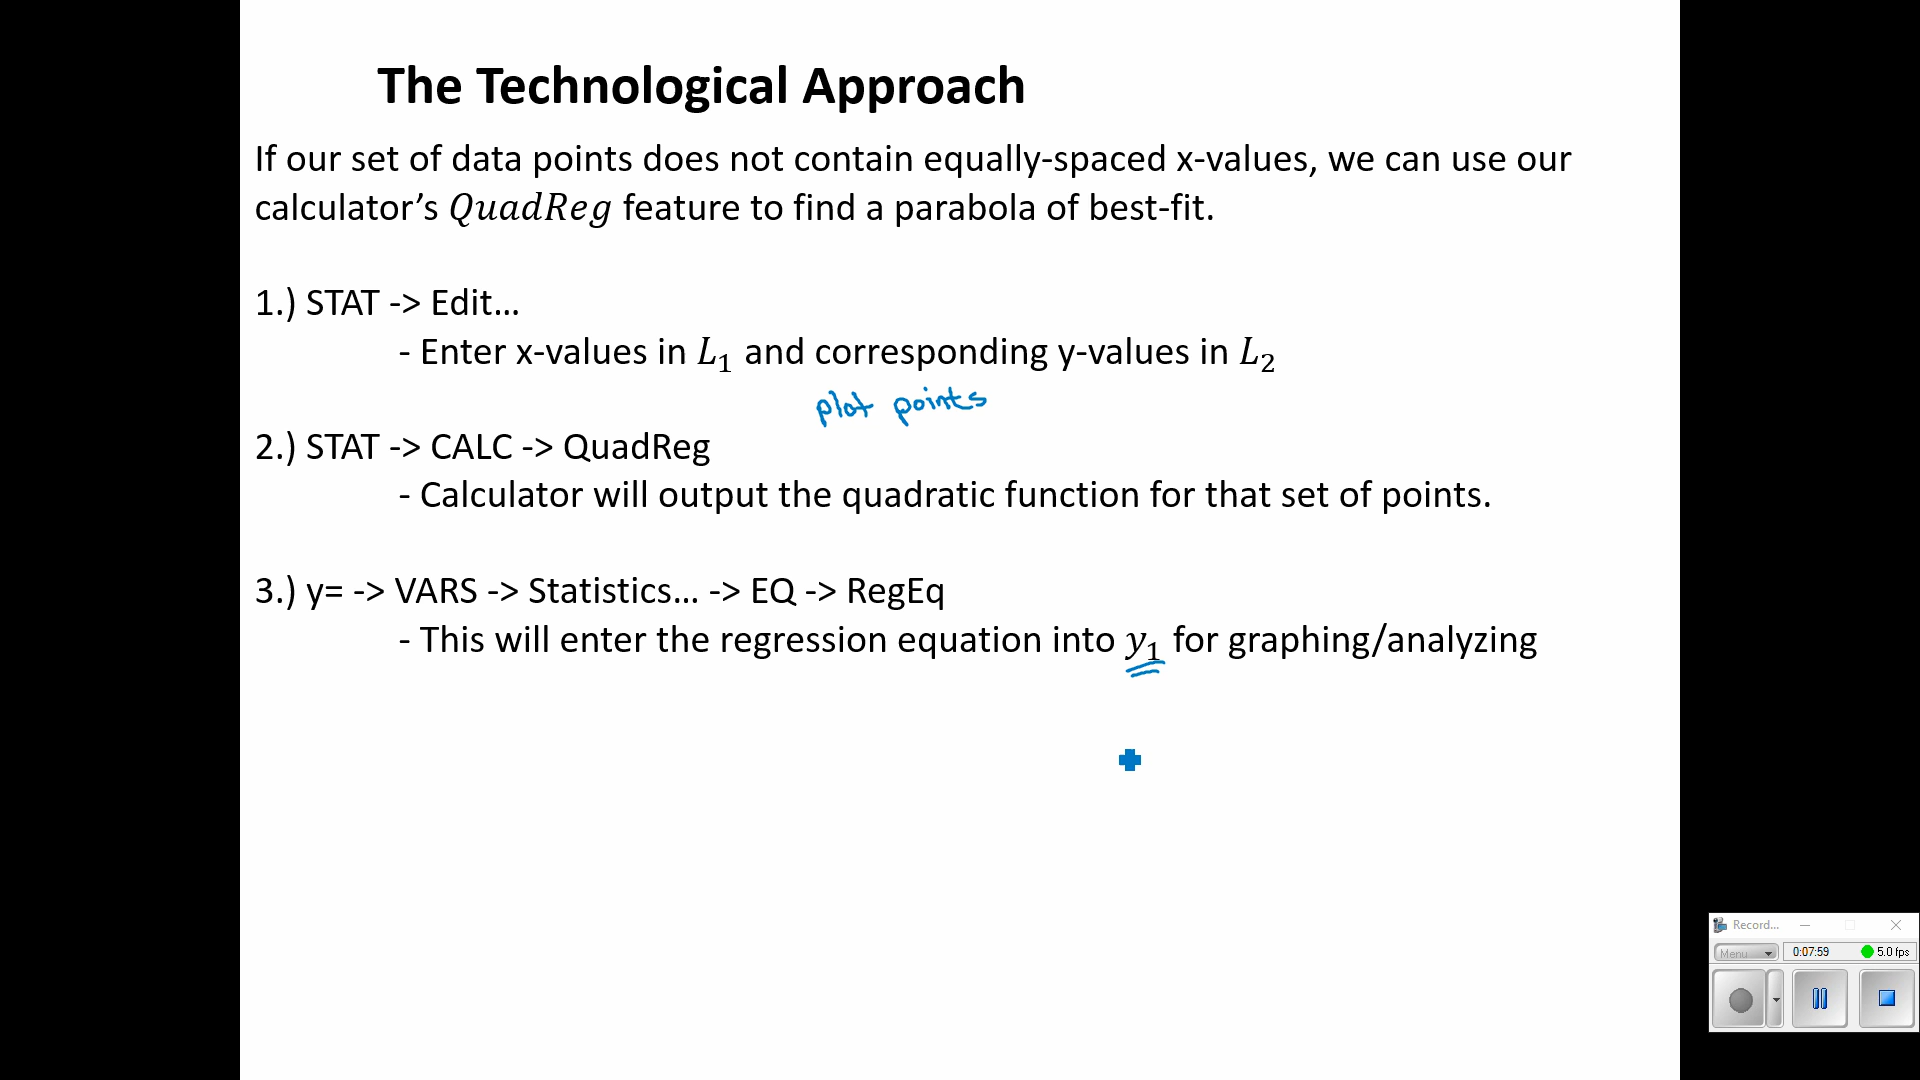 The Technological Approach
If our set of data points does not contain equally-spaced x-values, we can use our
calculator’s QuadReg feature to find a parabola of best-fit.
1.) STAT -> Edit…
- Enter x-values in L₁ and corresponding y-values in L₂
plot points
2.) STAT -> CALC -> QuadReg
- Calculator will output the quadratic function for that set of points.
3.) y= -> VARS -> Statistics… -> EQ -> RegEq
- This will enter the regression equation into y₁ for graphing/analyzing
Record...
Menu 0:07:59 5.0 fps